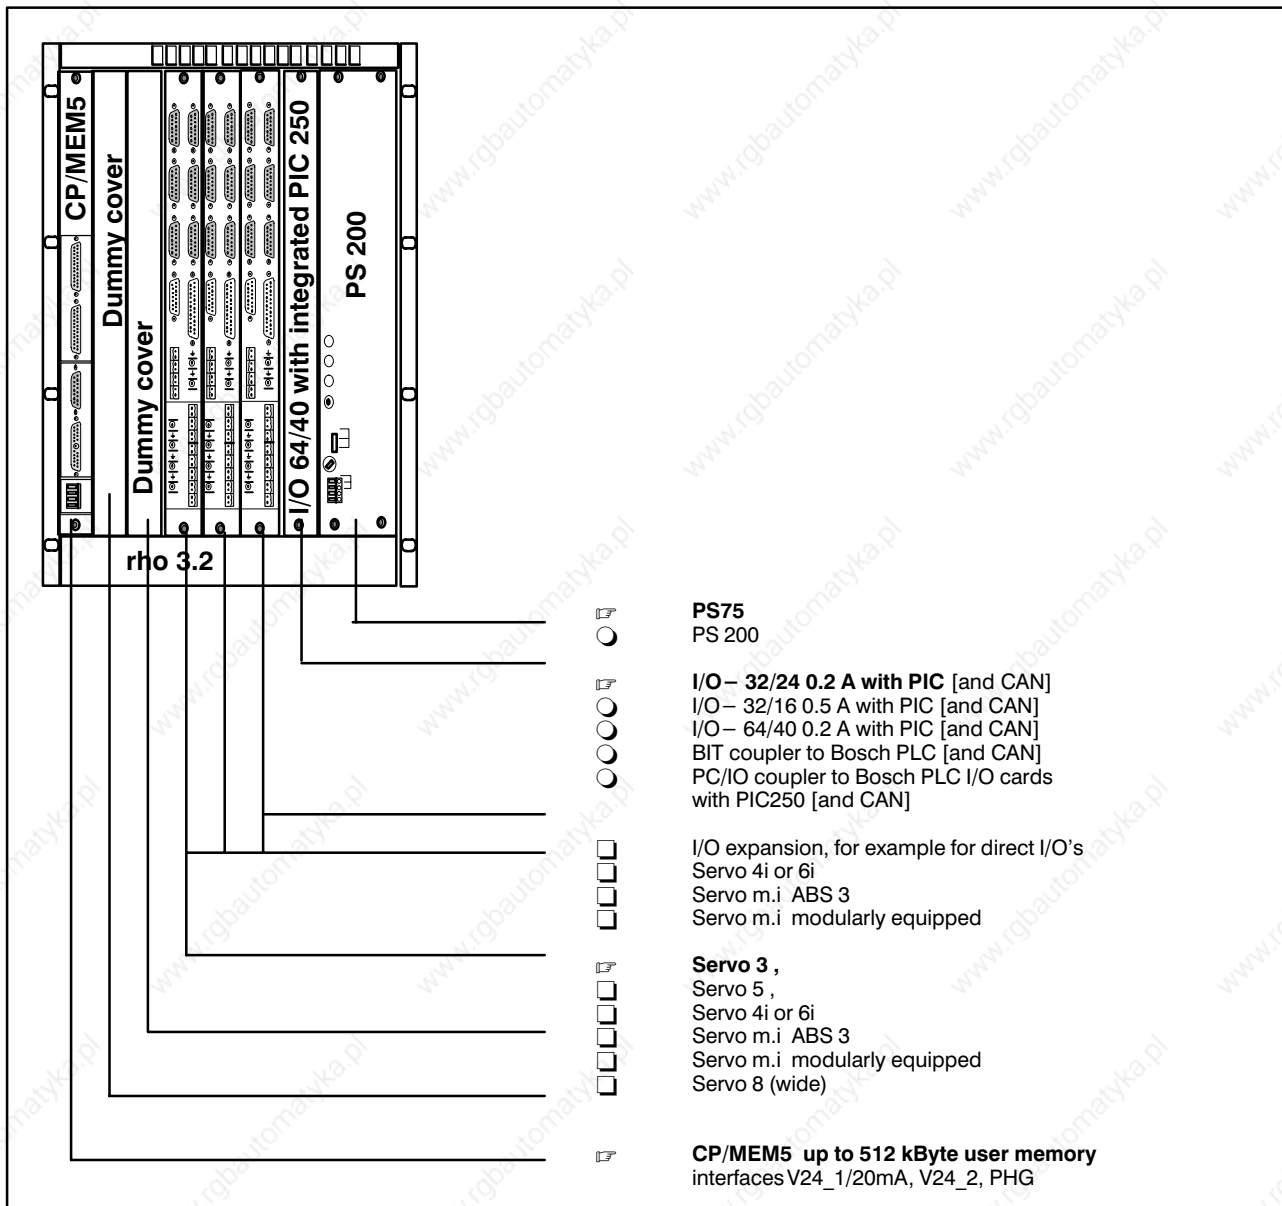 CP/MEM5
Dummy cover
Dummy cover
I/O 64/40 with integrated PIC 250
PS 200
rho 3.2
☞ PS75
PS 200
☞ I/O– 32/24 0.2 A with PIC [and CAN]
I/O– 32/16 0.5 A with PIC [and CAN]
I/O– 64/40 0.2 A with PIC [and CAN]
BIT coupler to Bosch PLC [and CAN]
PC/IO coupler to Bosch PLC I/O cards
with PIC250 [and CAN]
I/O expansion, for example for direct I/O's
Servo 4i or 6i
Servo m.i ABS 3
Servo m.i modularly equipped
☞ Servo 3 ,
Servo 5 ,
Servo 4i or 6i
Servo m.i ABS 3
Servo m.i modularly equipped
Servo 8 (wide)
☞ CP/MEM5 up to 512 kByte user memory
interfaces V24_1/20mA, V24_2, PHG
www.rgbautomatyka.pl